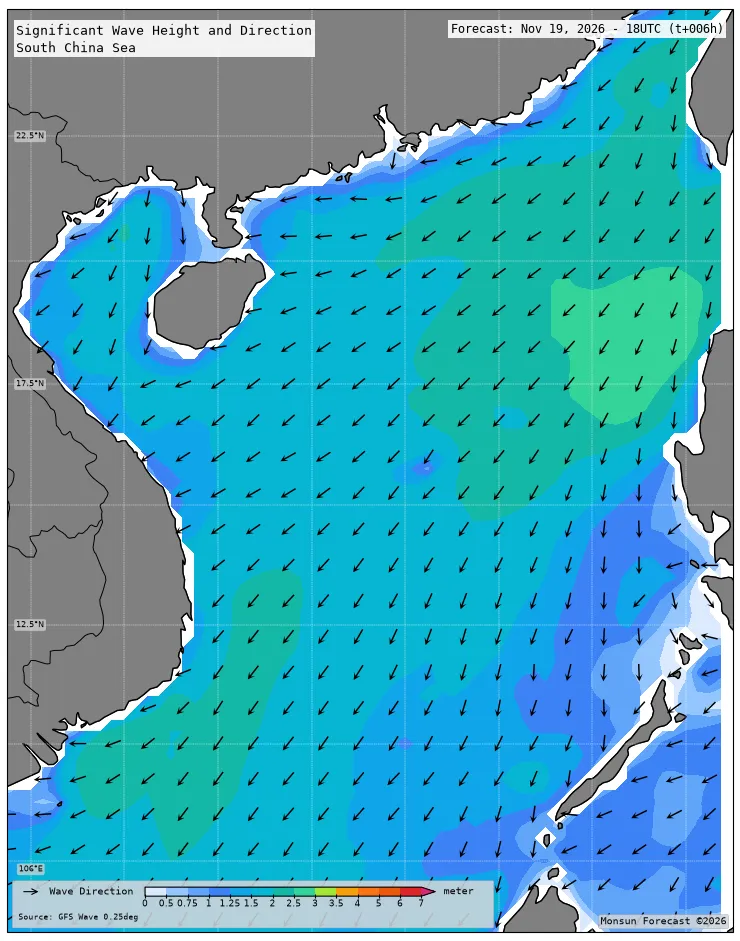 Significant Wave Height and Direction
South China Sea
Forecast: Nov 19, 2026 - 18UTC (t+006h)
22.5°N
17.5°N
12.5°N
106°E
Wave Direction
meter
0 0.5 0.75 1 1.25 1.5 2 2.5 3 3.5 4 5 6 7
Source: GFS Wave 0.25deg
Monsun Forecast ©2026